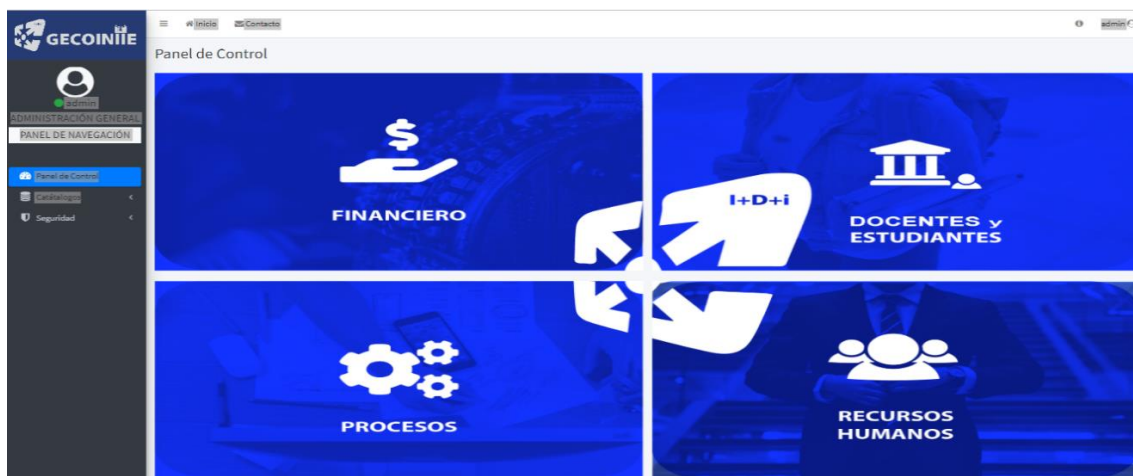 GECOINIIE
Inicio Contacto
admin
Panel de Control
admin
ADMINISTRACIÓN GENERAL
PANEL DE NAVEGACIÓN
Panel de Control
Catátalogos
Seguridad
FINANCIERO
I+D+i
DOCENTES y
ESTUDIANTES
PROCESOS
RECURSOS
HUMANOS